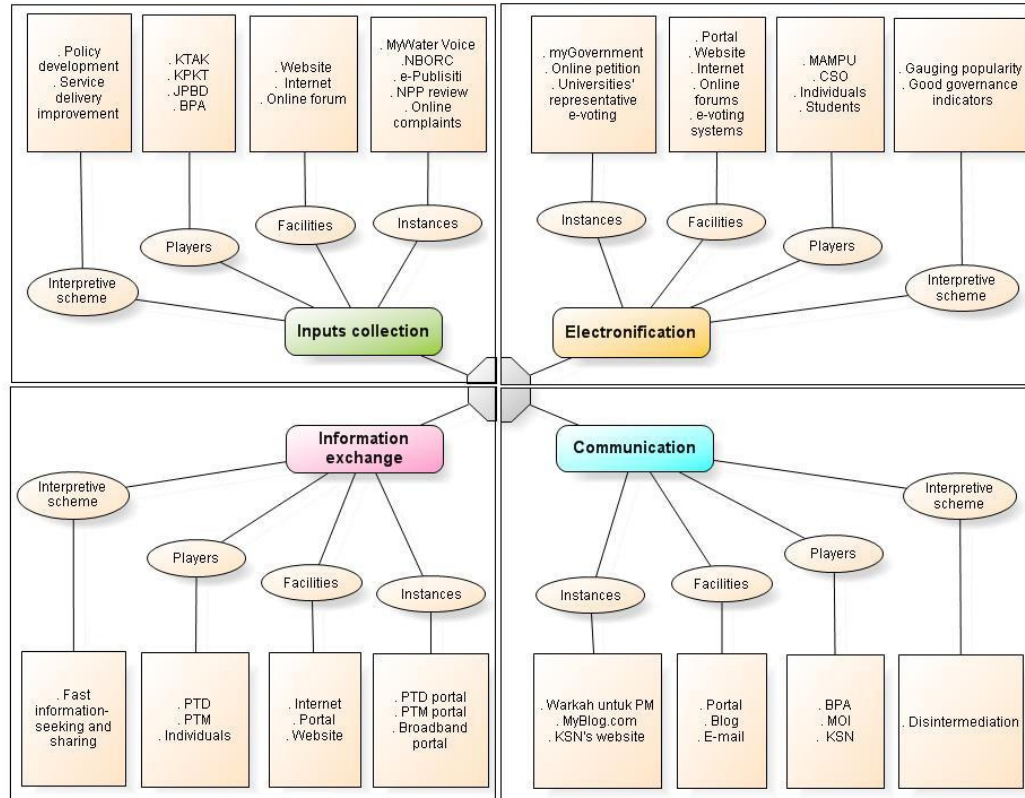 . Policy
development
. Service
delivery
improvement
. KTAK
. KPKT
. JPBD
. BPA
. Website
. Internet
. Online forum
. MyWater Voice
. NBORC
. e-Publisiti
. NPP review
. Online
complaints
Interpretive
scheme
Players
Facilities
Instances
Inputs collection
. myGovernment
. Online petition
. Universities'
representative
e-voting
. Portal
. Website
. Internet
. Online
forums
. e-voting
systems
. MAMPU
. CSO
. Individuals
. Students
. Gauging popularity
. Good governance
indicators
Instances
Facilities
Players
Interpretive
scheme
Electronification
Information
exchange
Interpretive
scheme
Players
Facilities
Instances
. Fast
information-
seeking and
sharing
. PTD
. PTM
. Individuals
. Internet
. Portal
. Website
. PTD portal
. PTM portal
. Broadband
portal
Communication
Instances
Facilities
Players
Interpretive
scheme
. Warkah untuk PM
. MyBlog.com
. KSN's website
. Portal
. Blog
. E-mail
. BPA
. MOI
. KSN
. Disintermediation